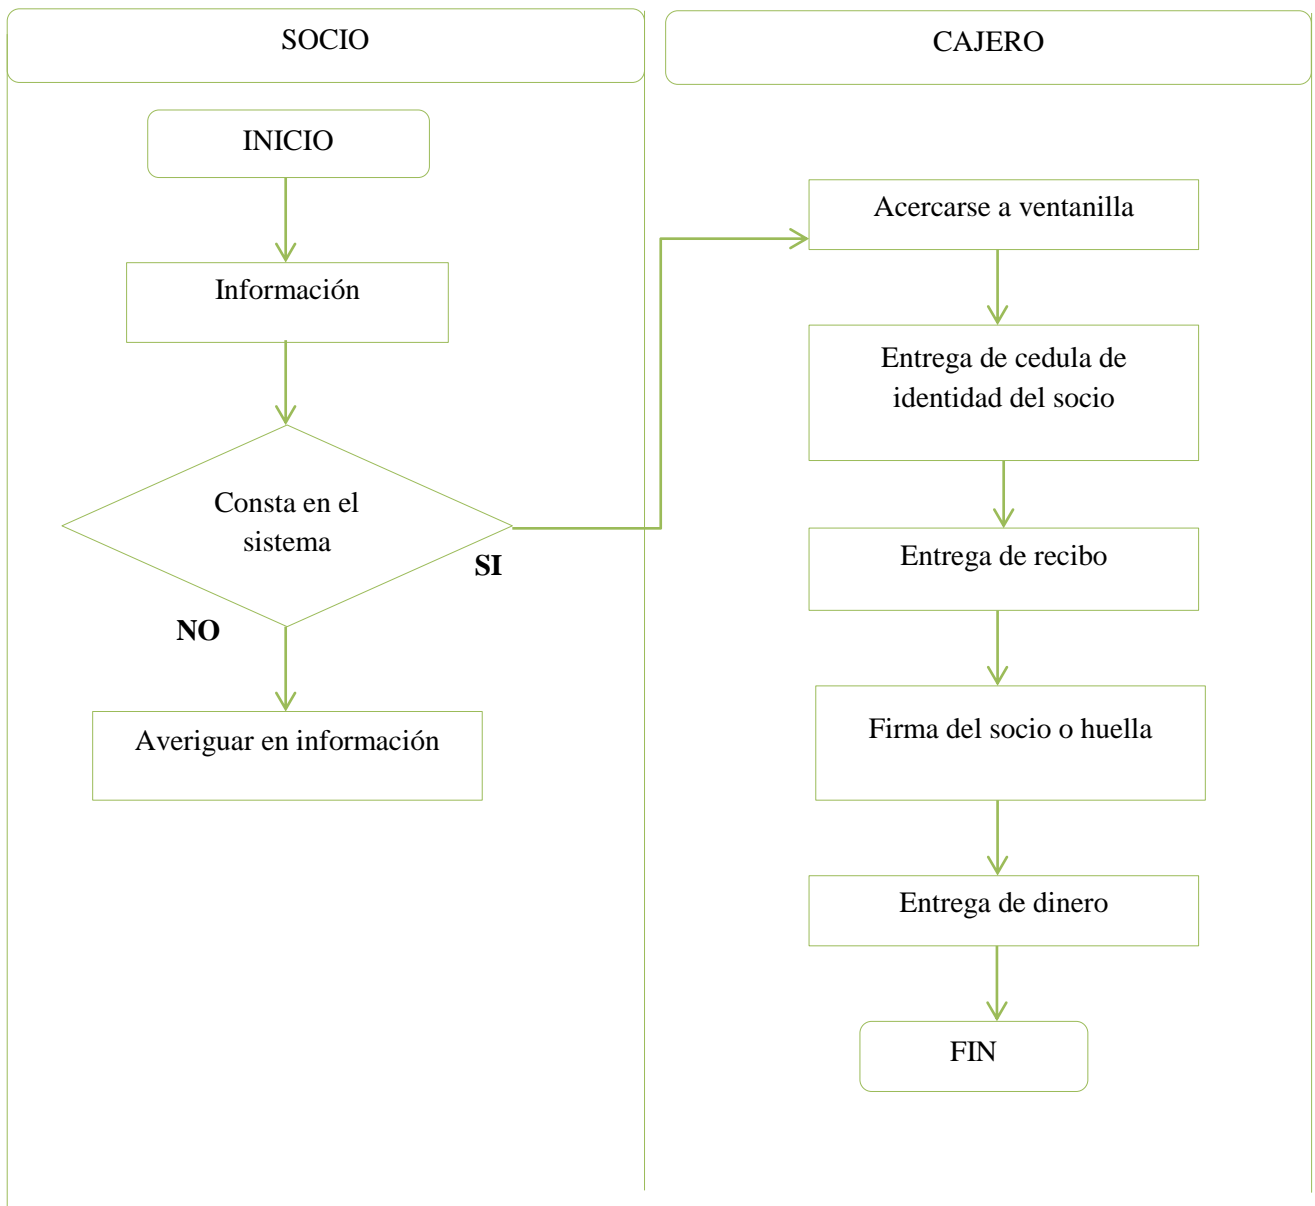 SOCIO
CAJERO
INICIO
Información
Consta en el
sistema
SI
NO
Averiguar en información
Acercarse a ventanilla
Entrega de cedula de
identidad del socio
Entrega de recibo
Firma del socio o huella
Entrega de dinero
FIN